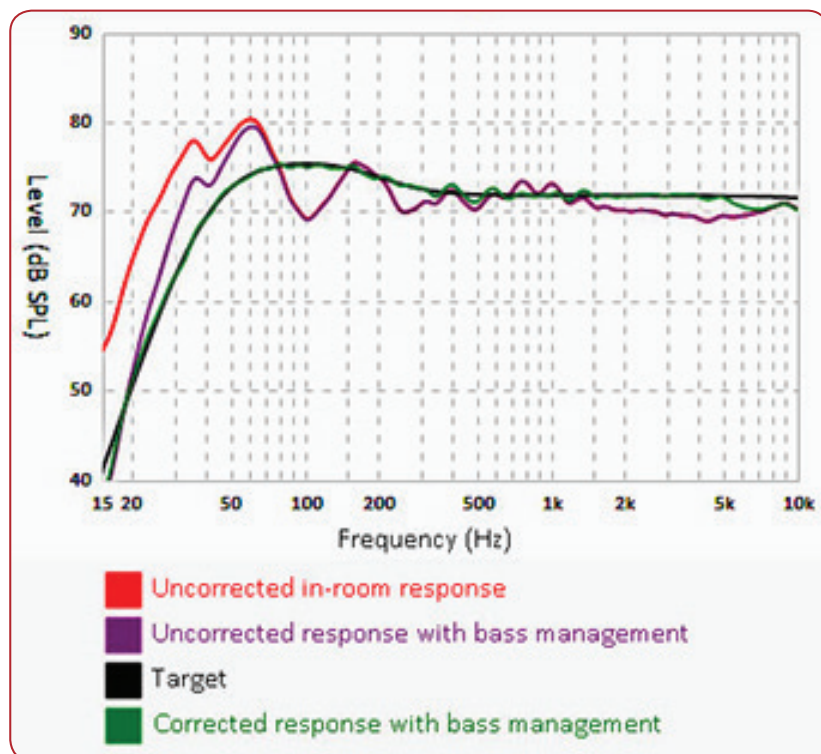 90
80
70
60
50
40
Level (dB SPL)
15 20 50 100 200 500 1k 2k 5k 10k
Frequency (Hz)
Uncorrected in-room response
Uncorrected response with bass management
Target
Corrected response with bass management